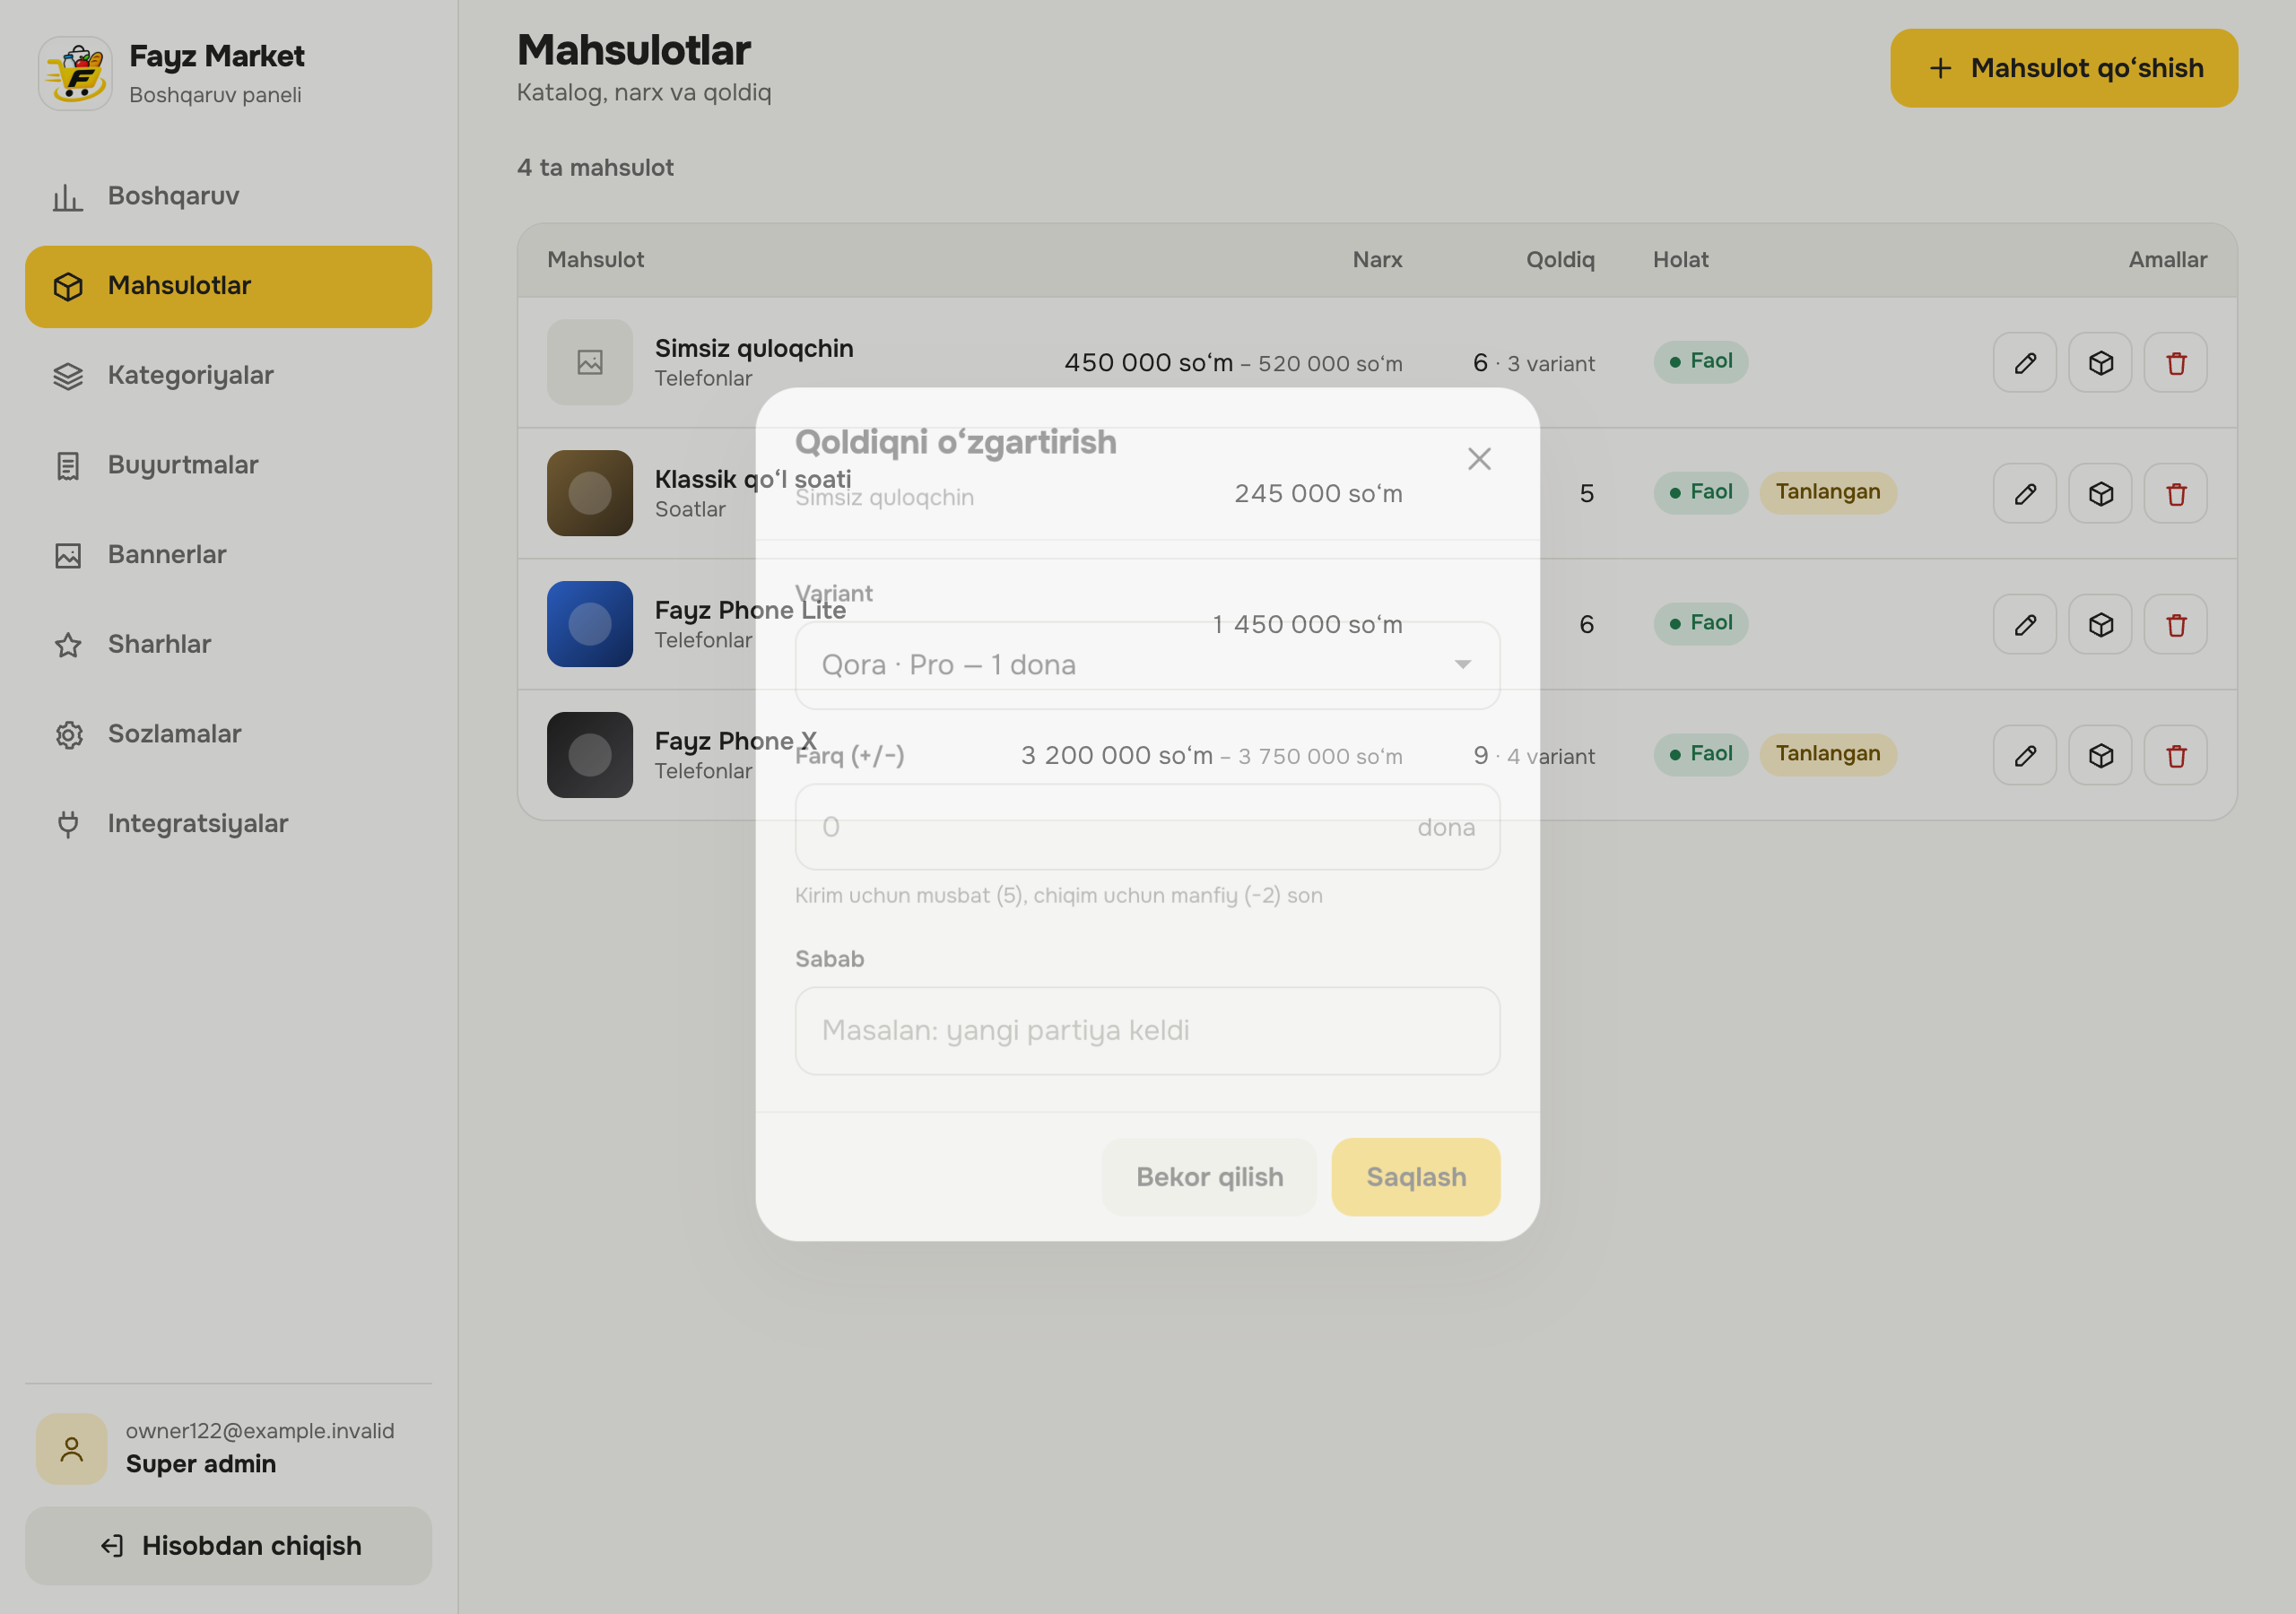 Fayz Market
Boshqaruv paneli
Boshqaruv
Mahsulotlar
Kategoriyalar
Buyurtmalar
Bannerlar
Sharhlar
Sozlamalar
Integratsiyalar
owner122@example.invalid
Super admin
Hisobdan chiqish
Mahsulotlar
Katalog, narx va qoldiq
+ Mahsulot qo‘shish
4 ta mahsulot
Mahsulot Narx Qoldiq Holat Amallar
Simsiz quloqchin
Telefonlar
450 000 so‘m – 520 000 so‘m 6 · 3 variant Faol
Klassik qo‘l soati
Soatlar
245 000 so‘m 5 Faol Tanlangan
Fayz Phone Lite
Telefonlar
1 450 000 so‘m 6 Faol
Fayz Phone X
Telefonlar
3 200 000 so‘m – 3 750 000 so‘m 9 · 4 variant Faol Tanlangan
Qoldiqni o‘zgartirish
Simsiz quloqchin
Variant
Qora · Pro — 1 dona
Farq (+/−)
0 dona
Kirim uchun musbat (5), chiqim uchun manfiy (−2) son
Sabab
Masalan: yangi partiya keldi
Bekor qilish Saqlash